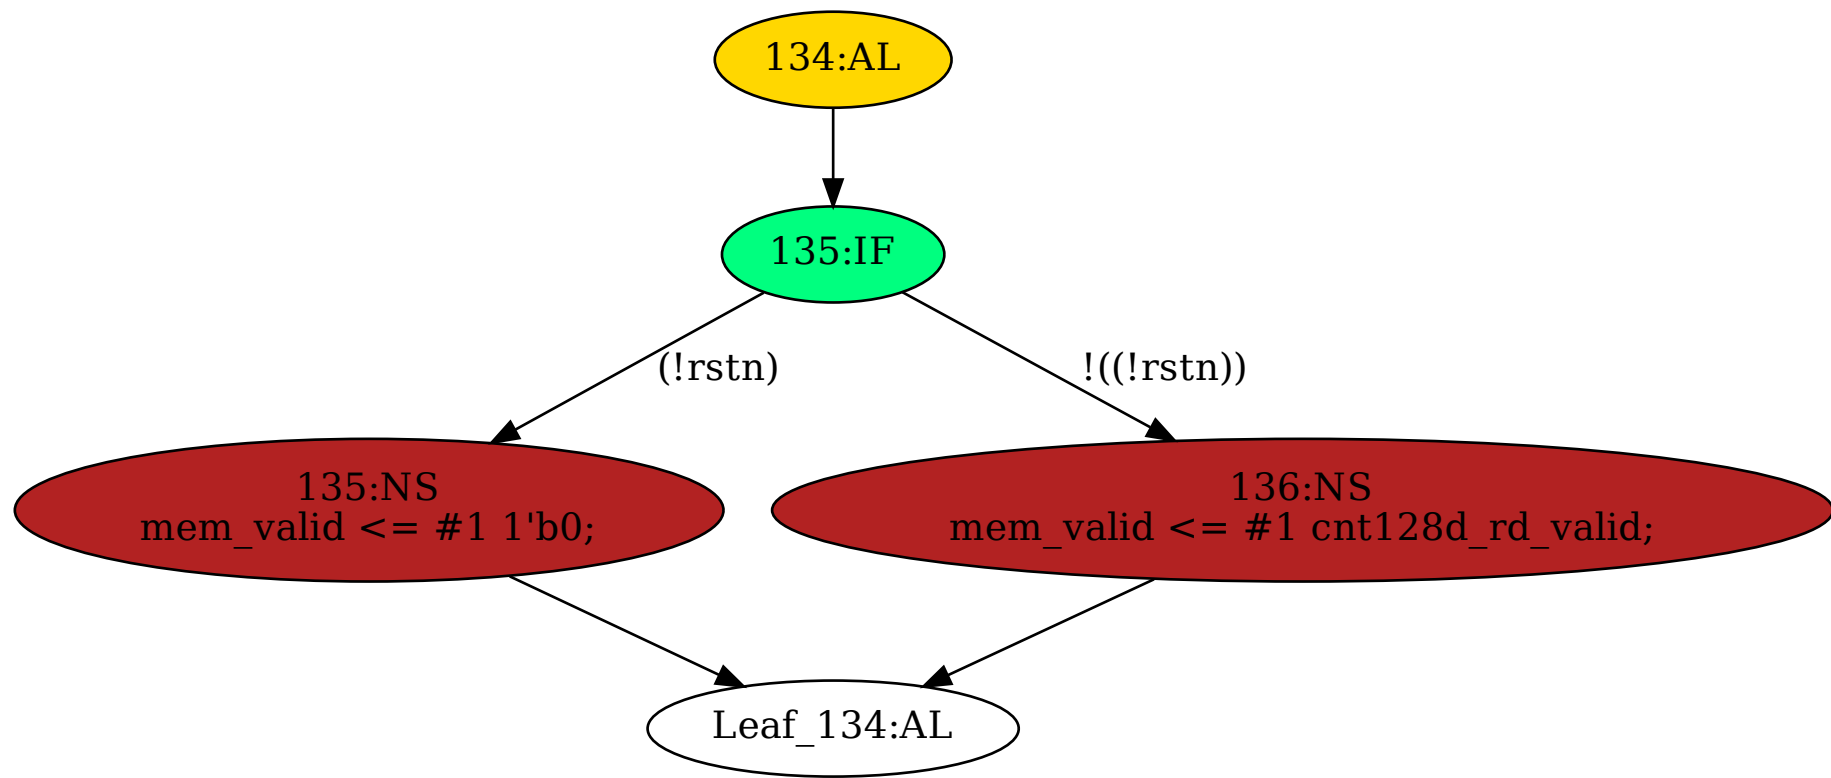 134:AL
135:IF
(!rstn)
!((!rstn))
135:NS
mem_valid <= #1 1'b0;
136:NS
mem_valid <= #1 cnt128d_rd_valid;
Leaf_134:AL